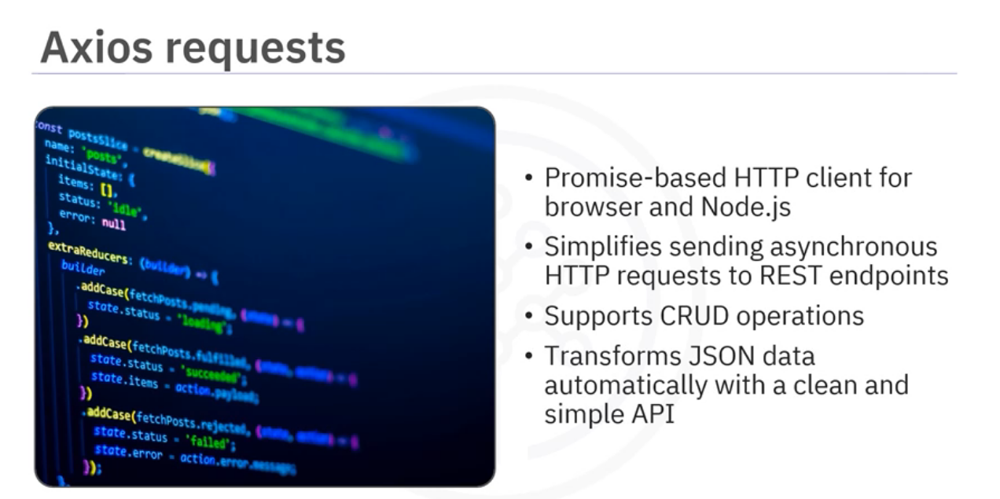 Axios requests
const postsSlice = createSlice({
name: 'posts',
initialState: {
items: [],
status: 'idle',
error: null
},
extraReducers: (builder) => {
builder
.addCase(fetchPosts.pending, (state) => {
state.status = 'loading';
})
.addCase(fetchPosts.fulfilled, (state, action) => {
state.status = 'succeeded';
state.items = action.payload;
})
.addCase(fetchPosts.rejected, (state, action) => {
state.status = 'failed';
state.error = action.error.message;
});
},
• Promise-based HTTP client for
browser and Node.js
• Simplifies sending asynchronous
HTTP requests to REST endpoints
• Supports CRUD operations
• Transforms JSON data
automatically with a clean and
simple API